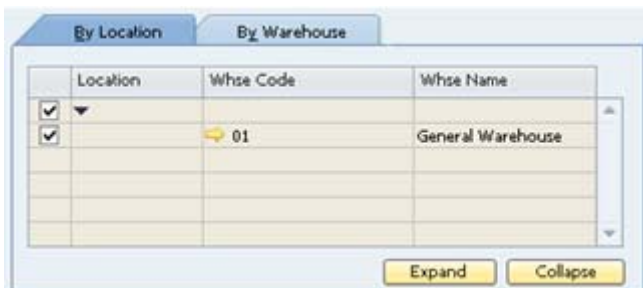 By Location By Warehouse
Location Whse Code Whse Name
01 General Warehouse
Expand Collapse